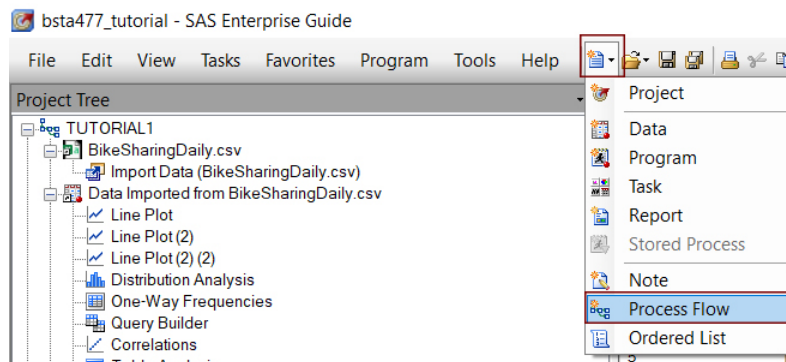 bsta477_tutorial - SAS Enterprise Guide
File Edit View Tasks Favorites Program Tools Help
Project Tree
TUTORIAL1
BikeSharingDaily.csv
Import Data (BikeSharingDaily.csv)
Data Imported from BikeSharingDaily.csv
Line Plot
Line Plot (2)
Line Plot (2) (2)
Distribution Analysis
One-Way Frequencies
Query Builder
Correlations
Project
Data
Program
Task
Report
Stored Process
Note
Process Flow
Ordered List